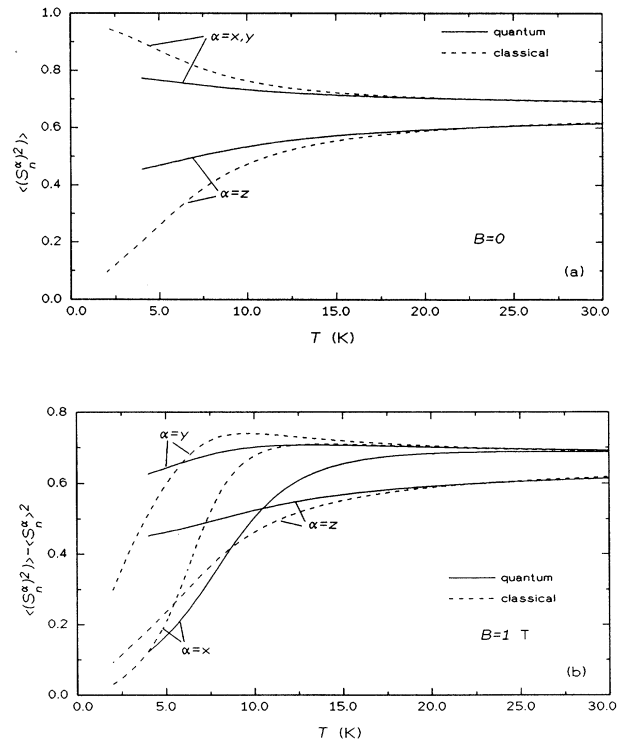 1.0
0.8
0.6
0.4
0.2
0.0
<(S_n^α)^2>
α=x,y
quantum
classical
α=z
B=0
(a)
0.0 5.0 10.0 15.0 20.0 25.0 30.0
T (K)
0.8
0.6
0.4
0.2
0.0
<(S_n^α)^2>-<S_n^α>^2
α=y
α=z
quantum
classical
α=x
B=1 T
(b)
0.0 5.0 10.0 15.0 20.0 25.0 30.0
T (K)